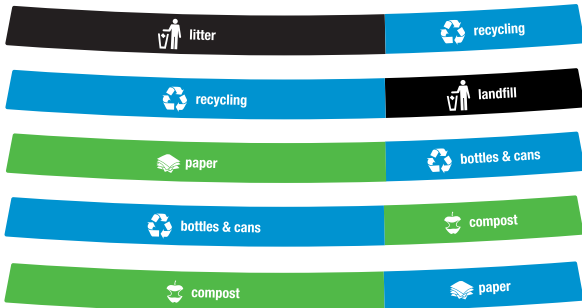 litter recycling
recycling landfill
paper bottles & cans
bottles & cans compost
compost paper